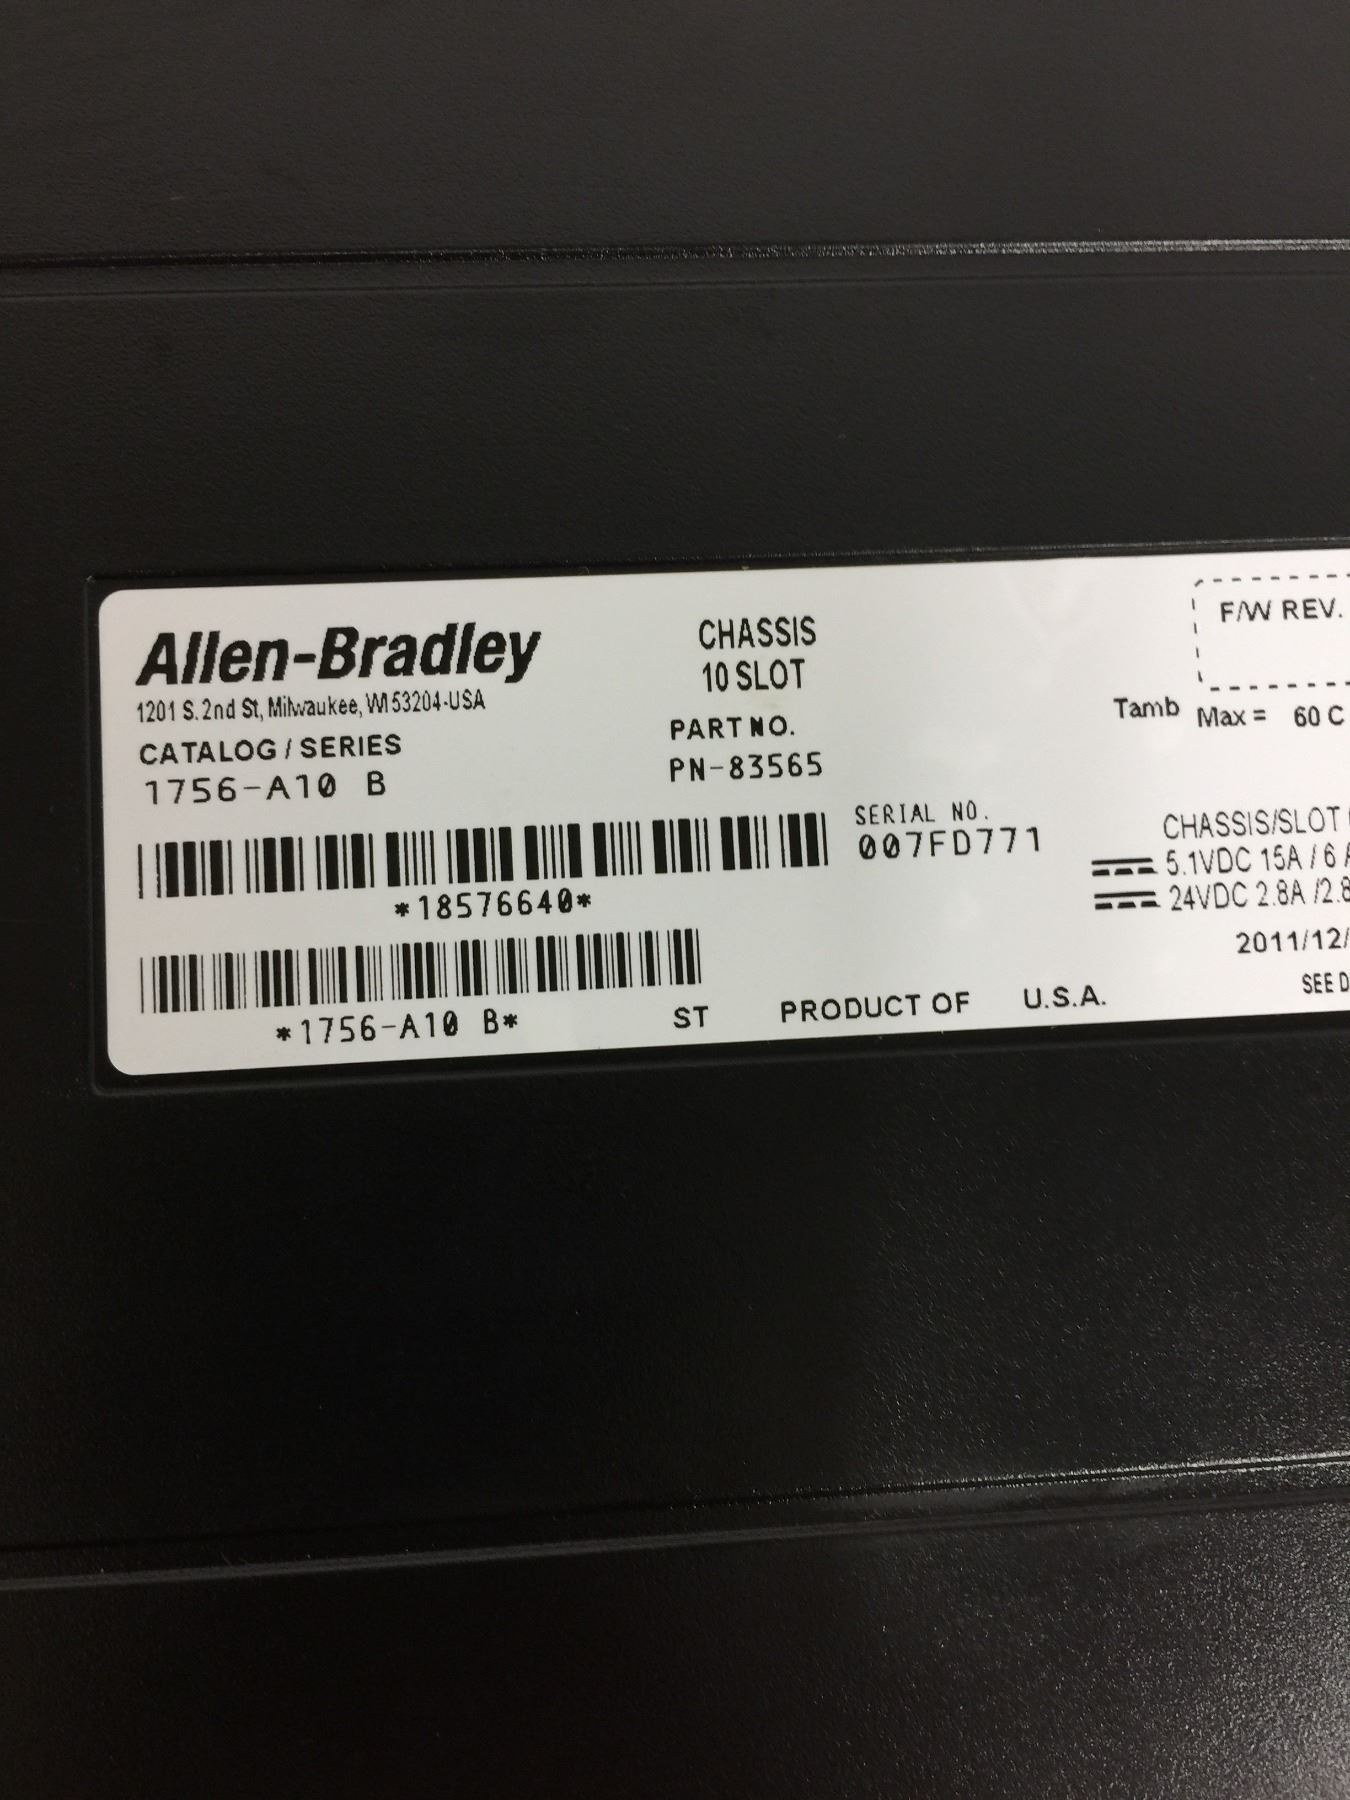 Allen-Bradley
1201 S. 2nd St, Milwaukee, WI 53204-USA
CATALOG / SERIES
1756-A10 B
CHASSIS
10 SLOT
PART NO.
PN-83565
*18576640*
SERIAL NO.
007FD771
*1756-A10 B*
ST PRODUCT OF U.S.A.
F/W REV.
Tamb Max = 60 C
CHASSIS/SLOT
5.1VDC 15A / 6
24VDC 2.8A /2.8
2011/12/
SEE